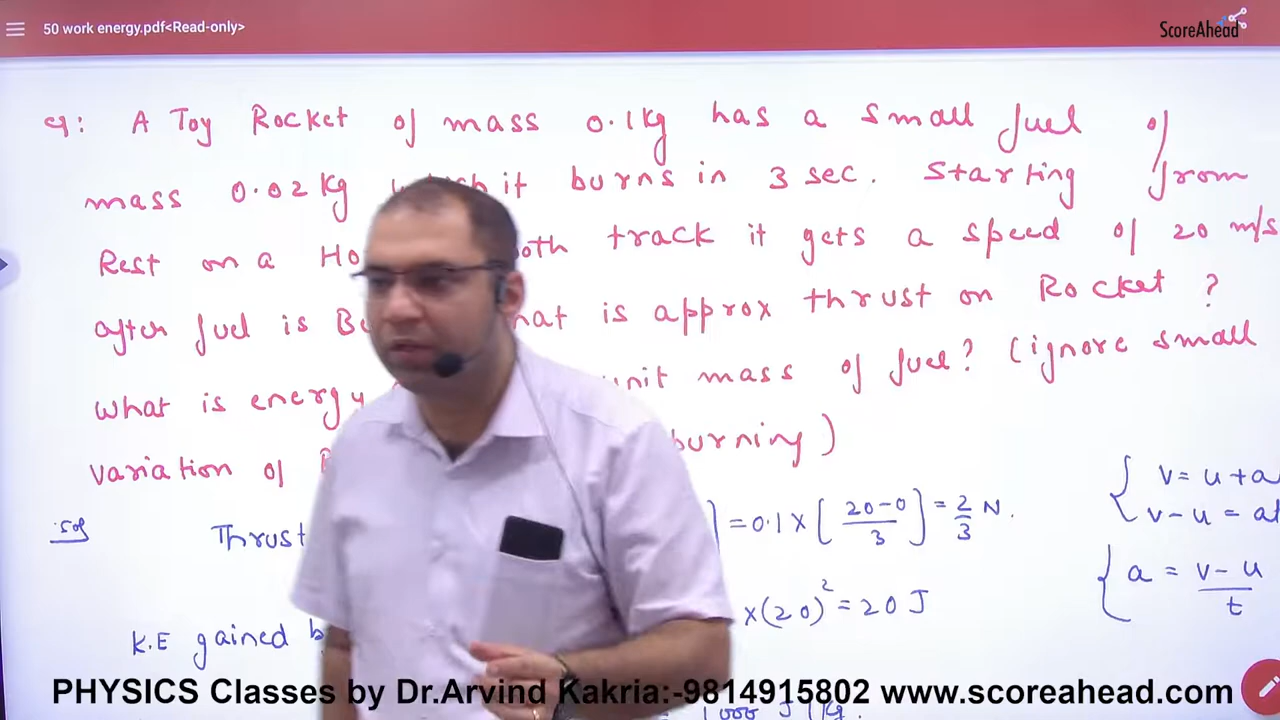 50 work energy.pdf<Read-only>
ScoreAhead
eg: A Toy Rocket of mass 0.1kg has a small fuel of
mass 0.02 kg it burns in 3 sec. Starting from
Rest on a track it gets a speed of 20 m/s
after fuel is is approx thrust on Rocket ?
what is energy unit mass of fuel? (ignore small
variation of burning)
Sol Thrust = 0.1 x [ 20-0 / 3 ] = 2/3 N.
{ v = u + a
v-u = at
K.E gained x (20)² = 20 J
{ a = v-u / t
PHYSICS Classes by Dr.Arvind Kakria:-9814915802 www.scoreahead.com
1000 J/kg.